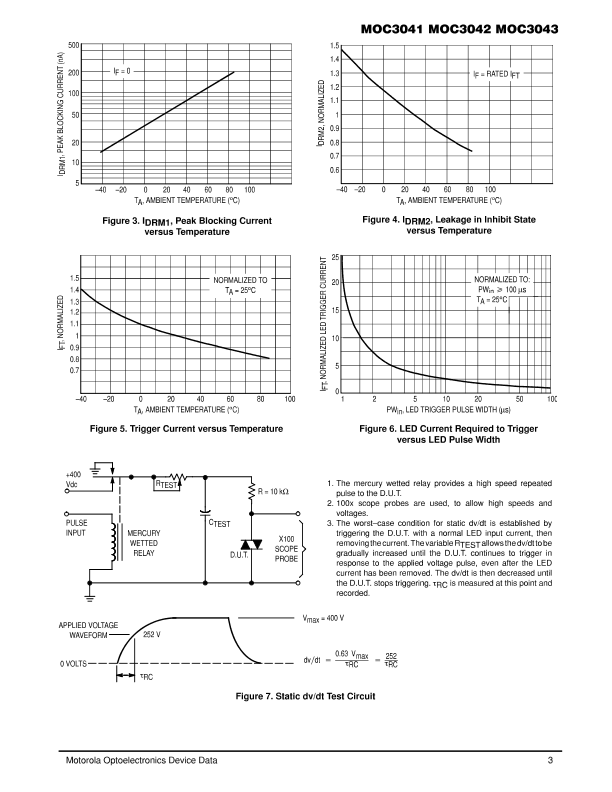 MOC3041 MOC3042 MOC3043
500
200
100
50
20
10
5
IDRM1, PEAK BLOCKING CURRENT (nA)
IF = 0
–40 –20 0 20 40 60 80 100
TA, AMBIENT TEMPERATURE (°C)
Figure 3. IDRM1, Peak Blocking Current
versus Temperature
1.5
1.4
1.3
1.2
1.1
1
0.9
0.8
0.7
0.6
IDRM2, NORMALIZED
IF = RATED IFT
–40 –20 0 20 40 60 80 100
TA, AMBIENT TEMPERATURE (°C)
Figure 4. IDRM2, Leakage in Inhibit State
versus Temperature
1.5
1.4
1.3
1.2
1.1
1
0.9
0.8
0.7
IFT, NORMALIZED
NORMALIZED TO
TA = 25°C
–40 –20 0 20 40 60 80 100
TA, AMBIENT TEMPERATURE (°C)
Figure 5. Trigger Current versus Temperature
25
20
15
10
5
0
IFT, NORMALIZED LED TRIGGER CURRENT
NORMALIZED TO:
PWin ≥ 100 µs
TA = 25°C
1 2 5 10 20 50 100
PWin, LED TRIGGER PULSE WIDTH (µs)
Figure 6. LED Current Required to Trigger
versus LED Pulse Width
+400
Vdc
RTEST
R = 10 kΩ
CTEST
PULSE
INPUT
MERCURY
WETTED
RELAY
D.U.T.
X100
SCOPE
PROBE
1. The mercury wetted relay provides a high speed repeated
pulse to the D.U.T.
2. 100x scope probes are used, to allow high speeds and
voltages.
3. The worst–case condition for static dv/dt is established by
triggering the D.U.T. with a normal LED input current, then
removing the current. The variable RTEST allows the dv/dt to be
gradually increased until the D.U.T. continues to trigger in
response to the applied voltage pulse, even after the LED
current has been removed. The dv/dt is then decreased until
the D.U.T. stops triggering. τRC is measured at this point and
recorded.
APPLIED VOLTAGE
WAVEFORM
252 V
0 VOLTS
τRC
Vmax = 400 V
dv/dt = 0.63 Vmax / τRC = 252 / τRC
Figure 7. Static dv/dt Test Circuit
Motorola Optoelectronics Device Data
3